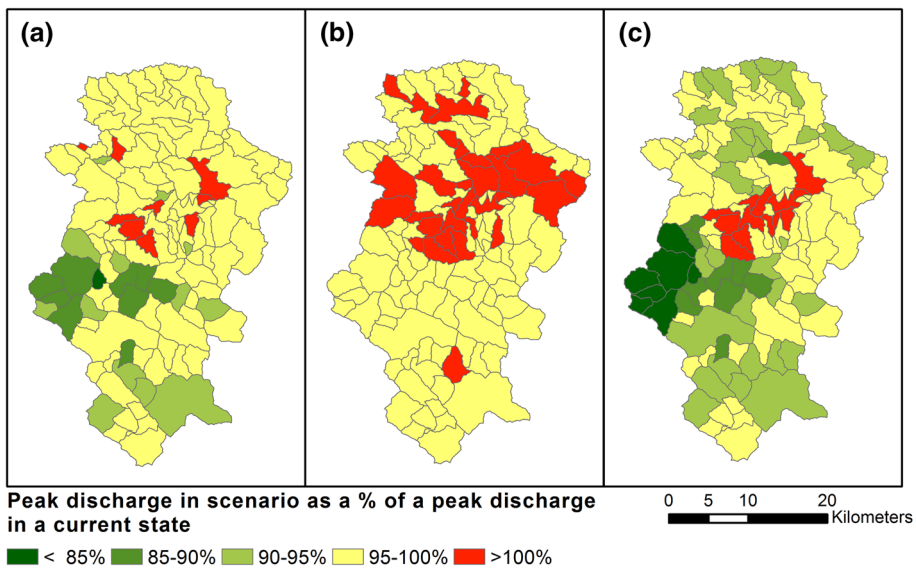 (a) (b) (c)
Peak discharge in scenario as a % of a peak discharge
in a current state
0 5 10 20
Kilometers
< 85% 85-90% 90-95% 95-100% >100%